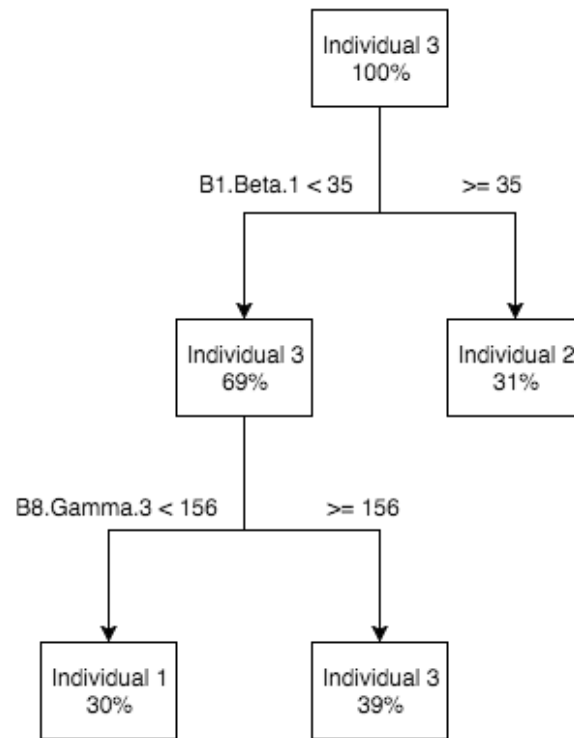 Individual 3
100%
B1.Beta.1 < 35
>= 35
Individual 3
69%
Individual 2
31%
B8.Gamma.3 < 156
>= 156
Individual 1
30%
Individual 3
39%